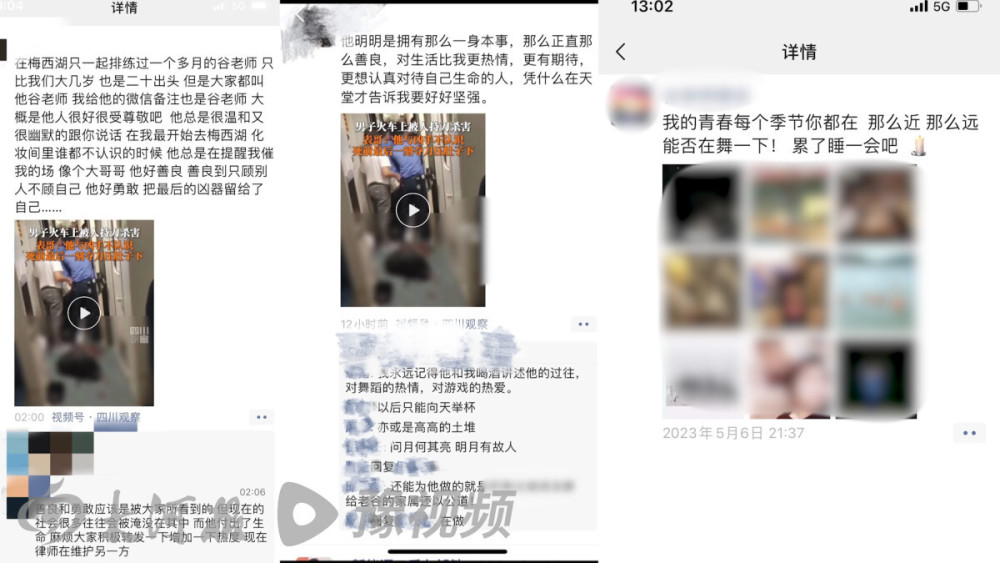 详情
在梅西湖只一起排练过一个多月的谷老师 只
比我们大几岁 也是二十出头 但是大家都叫
他谷老师 我给他的微信备注也是谷老师 大
概是他人很好很受尊敬吧  他总是很温和又
很幽默的跟你说话 在我最开始去梅西湖 化
妆间里谁都不认识的时候 他总是在提醒我催
我的场 像个大哥哥 他好善良 善良到只顾别
人不顾自己 他好勇敢 把最后的凶器留给了
自己......
男子火车上被人持刀杀害
02:00 视频号·四川观察
02:06
善良和勇敢应该是被大家所看到的 但现在的
社会很多往往会被淹没在其中 而他付出了生
命 麻烦大家积极转发一下增加一下热度 现在
律师在维护另一方
详情
他明明是拥有那么一身本事，那么正直那
么善良，对生活比我更热情，更有期待，
更想认真对待自己生命的人，凭什么在天
堂才告诉我要好好坚强。
男子火车上被人持刀杀害
12小时前 视频号·四川观察
我永远记得他和我喝酒讲述他的过往，
对舞蹈的热情，对游戏的热爱。
以后只能向天举杯
亦或是高高的土堆
问月何其亮 明月有故人
回复
还能为他做的就是
给老谷的家属还以公道
回复
在做
豫视频
13:02
5G
详情
我的青春每个季节你都在  那么近 那么远
能否在舞一下！ 累了睡一会吧
2023年5月6日 21:37